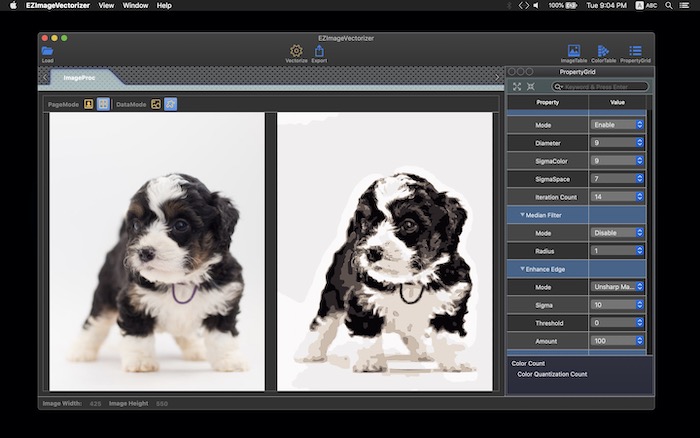 EZImageVectorizer View Window Help
100% Tue 9:04 PM A ABC
EZImageVectorizer
Load
Vectorize Export
ImageTable ColorTable PropertyGrid
ImageProc
PropertyGrid
Keyword & Press Enter
PageMode DataMode
Property Value
Mode Enable
Diameter 9
SigmaColor 9
SigmaSpace 7
Iteration Count 14
Median Filter
Mode Disable
Radius 1
Enhance Edge
Mode Unsharp Ma...
Sigma 10
Threshold 0
Amount 100
Color Count
Color Quantization Count
Image Width: 425 Image Height 550